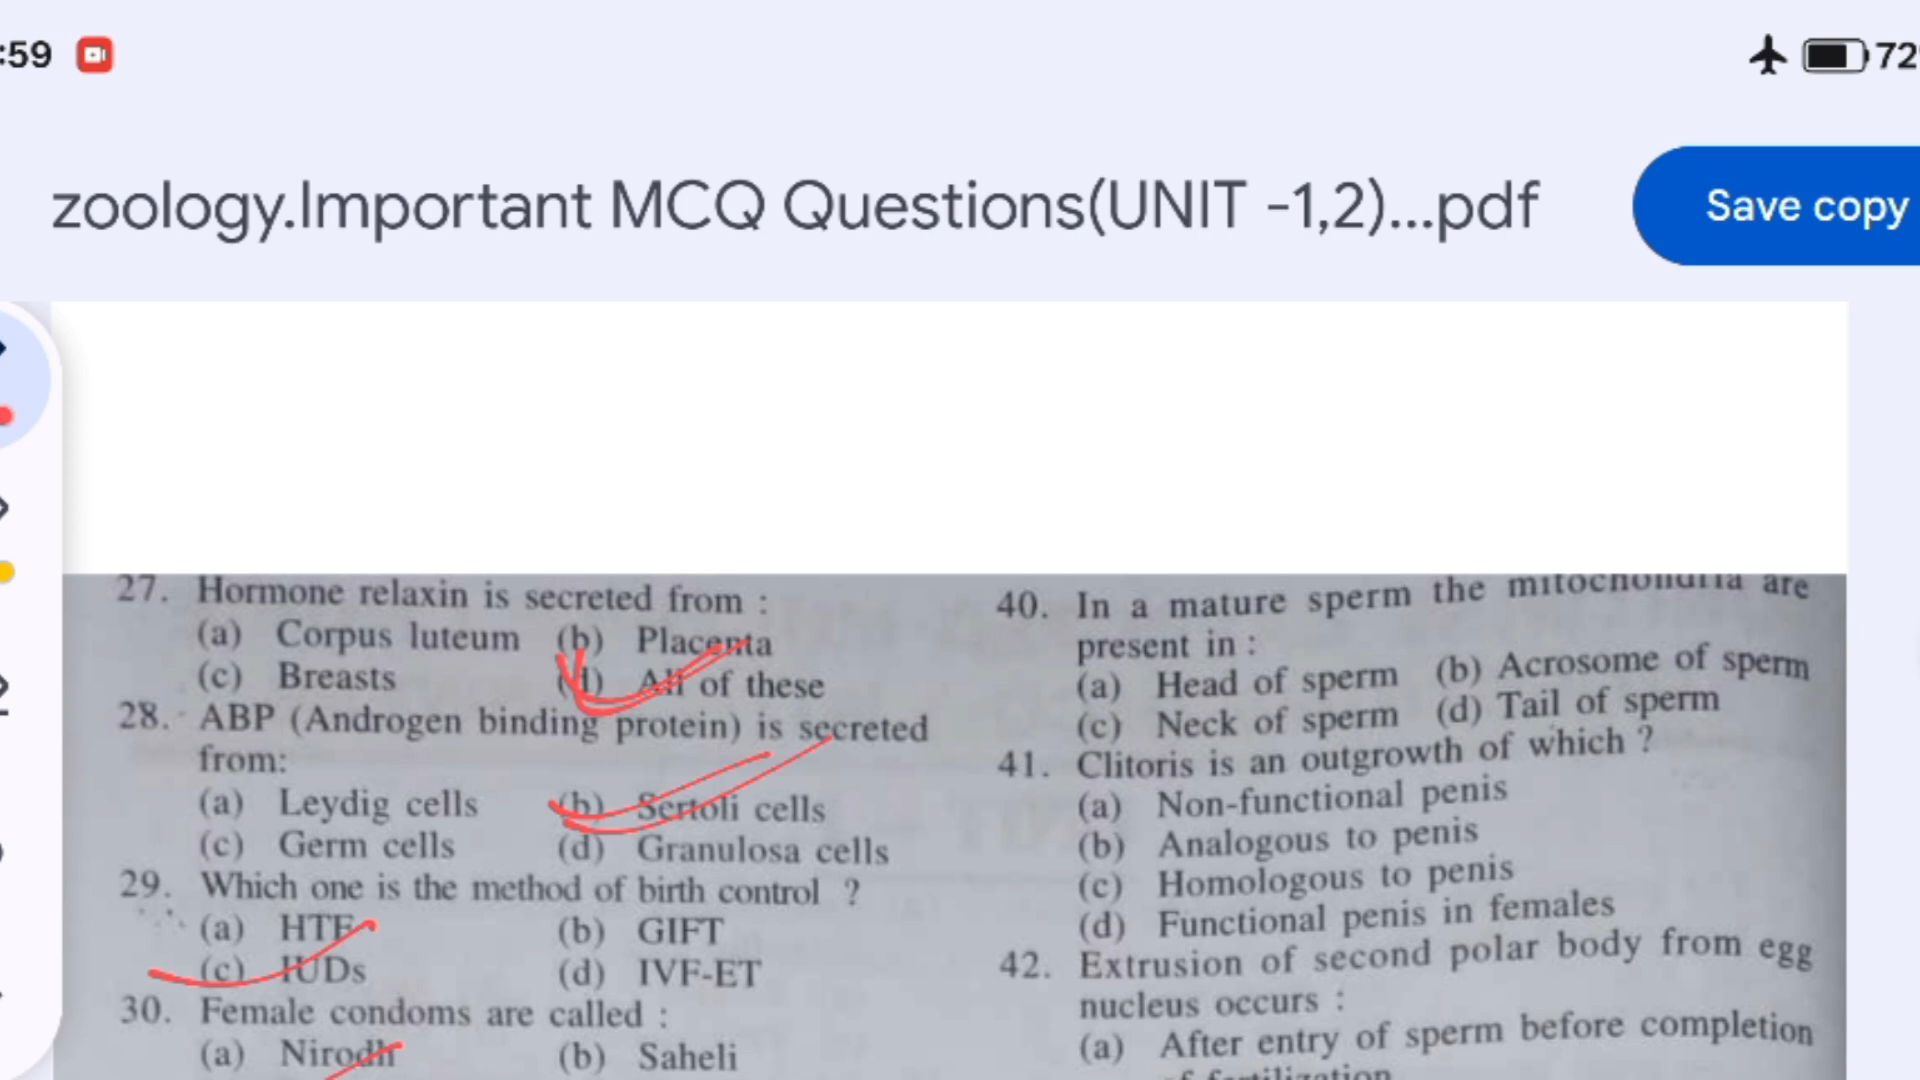 :59
72
zoology.Important MCQ Questions(UNIT -1,2)...pdf
Save copy
27. Hormone relaxin is secreted from :
(a) Corpus luteum (b) Placenta
(c) Breasts (d) All of these
28. ABP (Androgen binding protein) is secreted
from:
(a) Leydig cells (b) Sertoli cells
(c) Germ cells (d) Granulosa cells
29. Which one is the method of birth control ?
(a) HTF (b) GIFT
(c) IUDs (d) IVF-ET
30. Female condoms are called :
(a) Nirodh (b) Saheli
40. In a mature sperm the mitochondria are
present in :
(a) Head of sperm (b) Acrosome of sperm
(c) Neck of sperm (d) Tail of sperm
41. Clitoris is an outgrowth of which ?
(a) Non-functional penis
(b) Analogous to penis
(c) Homologous to penis
(d) Functional penis in females
42. Extrusion of second polar body from egg
nucleus occurs :
(a) After entry of sperm before completion
of fertilization